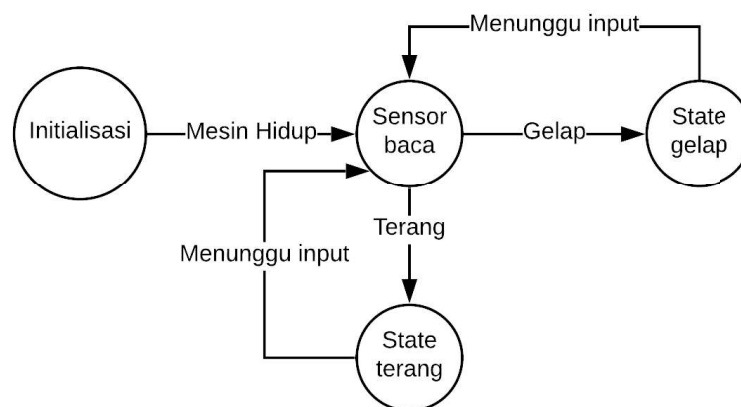 Menunggu input
Initialisasi
Mesin Hidup
Sensor
baca
Gelap
State
gelap
Terang
Menunggu input
State
terang